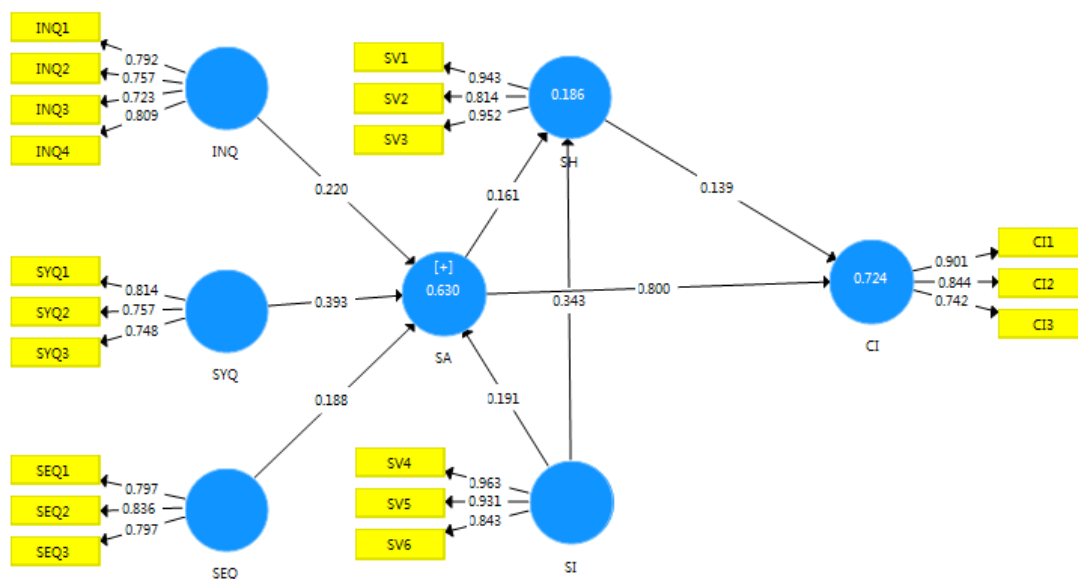 INQ1
INQ2
INQ3
INQ4
0.792
0.757
0.723
0.809
INQ
SV1
SV2
SV3
0.943
0.814
0.952
0.186
SH
0.220
0.161
0.139
SYQ1
SYQ2
SYQ3
0.814
0.757
0.748
SYQ
0.393
[+]
0.630
SA
0.343
0.800
0.724
CI
0.901
0.844
0.742
CI1
CI2
CI3
0.188
0.191
SEQ1
SEQ2
SEQ3
0.797
0.836
0.797
SEQ
SV4
SV5
SV6
0.963
0.931
0.843
SI